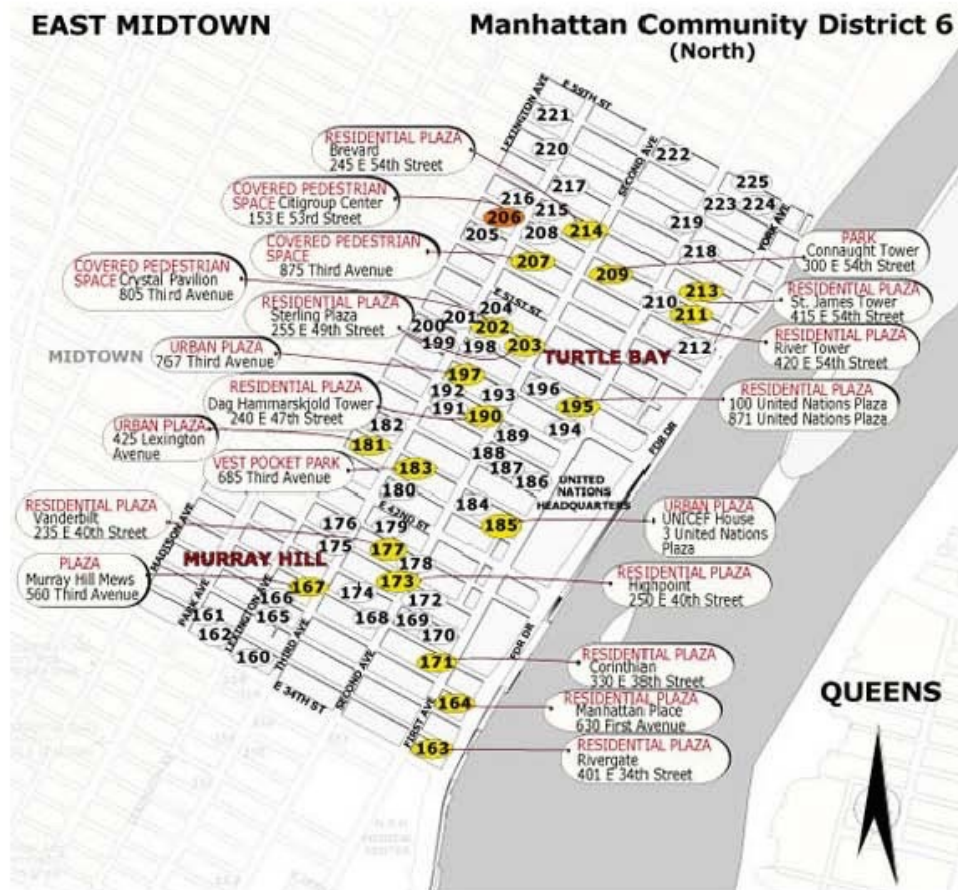 EAST MIDTOWN
Manhattan Community District 6
(North)
RESIDENTIAL PLAZA
Brevard
245 E 54th Street
COVERED PEDESTRIAN
SPACE Citigroup Center
153 E 53rd Street
COVERED PEDESTRIAN
SPACE
875 Third Avenue
COVERED PEDESTRIAN
SPACE Crystal Pavilion
805 Third Avenue
RESIDENTIAL PLAZA
Sterling Plaza
255 E 49th Street
MIDTOWN
URBAN PLAZA
767 Third Avenue
RESIDENTIAL PLAZA
Dag Hammarskjold Tower
240 E 47th Street
URBAN PLAZA
425 Lexington
Avenue
VEST POCKET PARK
685 Third Avenue
RESIDENTIAL PLAZA
Vanderbilt
235 E 40th Street
PLAZA
Murray Hill Mews
560 Third Avenue
PARK
Connaught Tower
300 E 54th Street
RESIDENTIAL PLAZA
St. James Tower
415 E 54th Street
RESIDENTIAL PLAZA
River Tower
420 E 54th Street
RESIDENTIAL PLAZA
100 United Nations Plaza
871 United Nations Plaza
URBAN PLAZA
UNICEF House
3 United Nations
Plaza
RESIDENTIAL PLAZA
Highpoint
250 E 40th Street
RESIDENTIAL PLAZA
Corinthian
330 E 38th Street
RESIDENTIAL PLAZA
Manhattan Place
630 First Avenue
RESIDENTIAL PLAZA
Rivergate
401 E 34th Street
QUEENS
LEXINGTON AVE
E 59TH ST
SECOND AVE
YORK AVE
221
220
222
225
217
223 224
216
215
219
206
205
208
214
218
207
209
213
210
211
204
E 51ST ST
201
200
202
199
198
203
212
TURTLE BAY
197
192
193
196
191
190
195
182
194
181
189
188
183
187
186
180
184
UNITED
NATIONS
HEADQUARTERS
FDR DR
E 42ND ST
185
176
179
175
177
178
MADISON AVE
MURRAY HILL
167
173
174
166
172
PARK AVE
161
LEXINGTON AVE
165
168
169
162
170
THIRD AVE
160
SECOND AVE
171
FDR DR
E 34TH ST
FIRST AVE
164
163